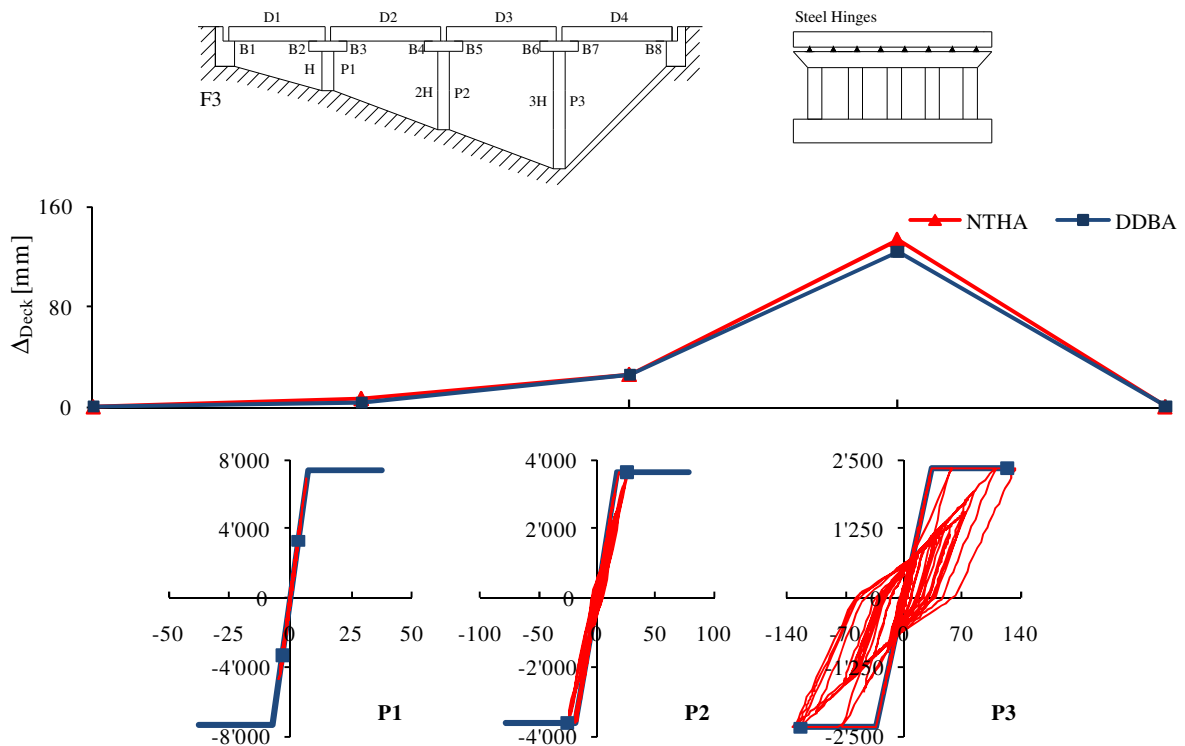 D1 D2 D3 D4
B1 B2 B3 B4 B5 B6 B7 B8
H P1
2H P2
3H P3
F3
Steel Hinges
160
80
0
Δ_Deck [mm]
NTHA DDBA
8'000
4'000
0
-4'000
-8'000
-50 -25 0 25 50
P1
4'000
2'000
0
-2'000
-4'000
-100 -50 0 50 100
P2
2'500
1'250
0
-1'250
-2'500
-140 -70 0 70 140
P3